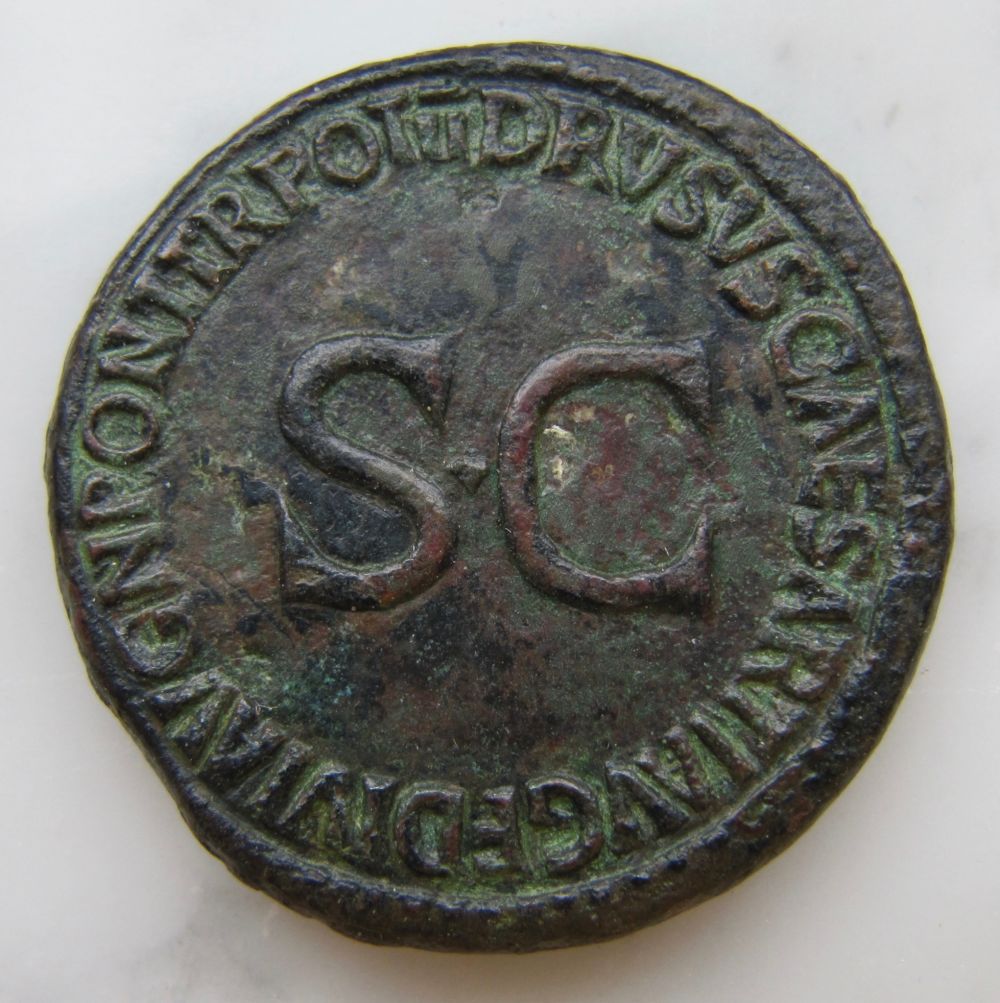 DRVSVS CAESAR TI AVG F DIVI AVG N PONT TR POT II
S C